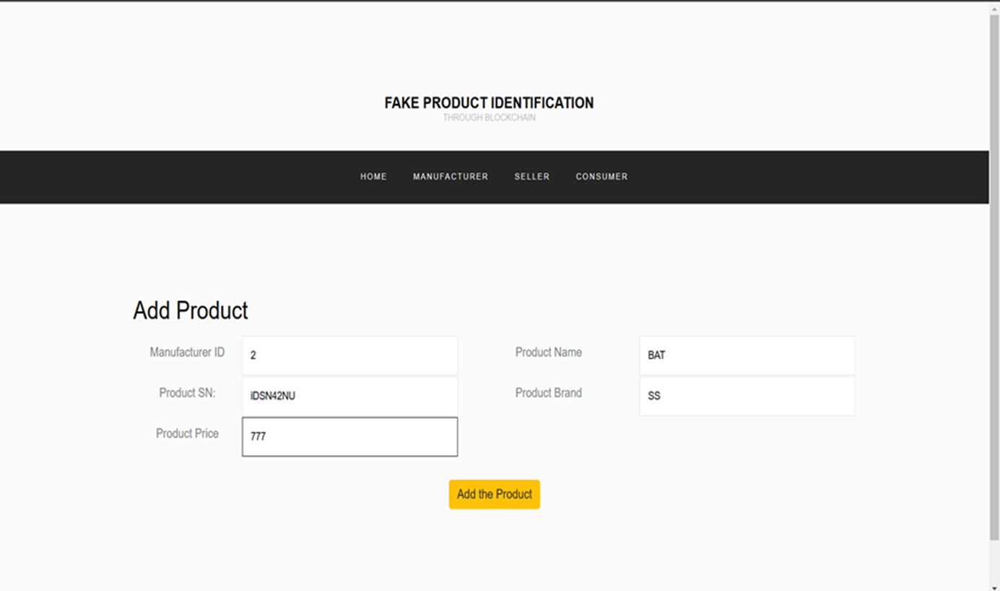 FAKE PRODUCT IDENTIFICATION
THROUGH BLOCKCHAIN
HOME MANUFACTURER SELLER CONSUMER
Add Product
Manufacturer ID 2 Product Name BAT
Product SN: iDSN42NU Product Brand SS
Product Price 777
Add the Product